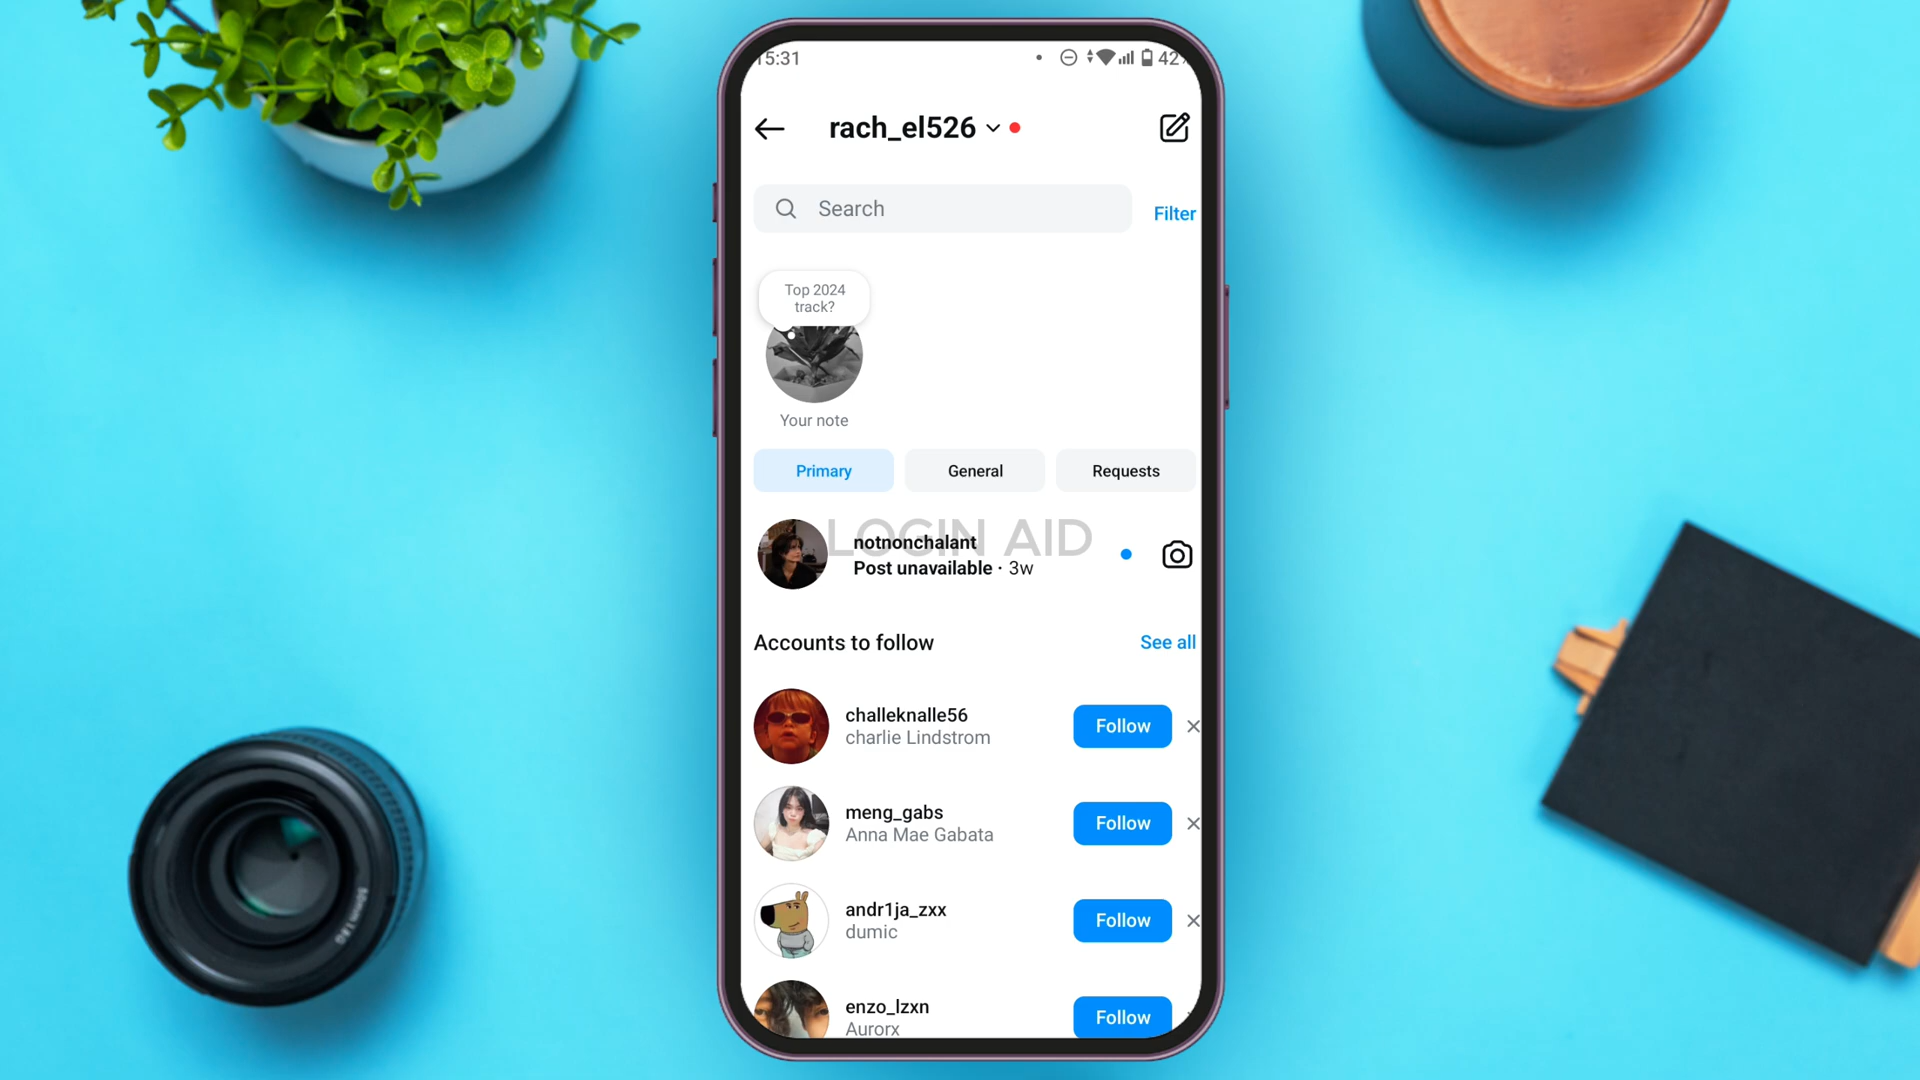 15:31
42%
rach_el526
Search
Filter
Top 2024
track?
Your note
Primary
General
Requests
LOGIN AID
notnonchalant
Post unavailable · 3w
Accounts to follow
See all
challeknalle56
charlie Lindstrom
Follow
meng_gabs
Anna Mae Gabata
Follow
andr1ja_zxx
dumic
Follow
enzo_lzxn
Aurorx
Follow